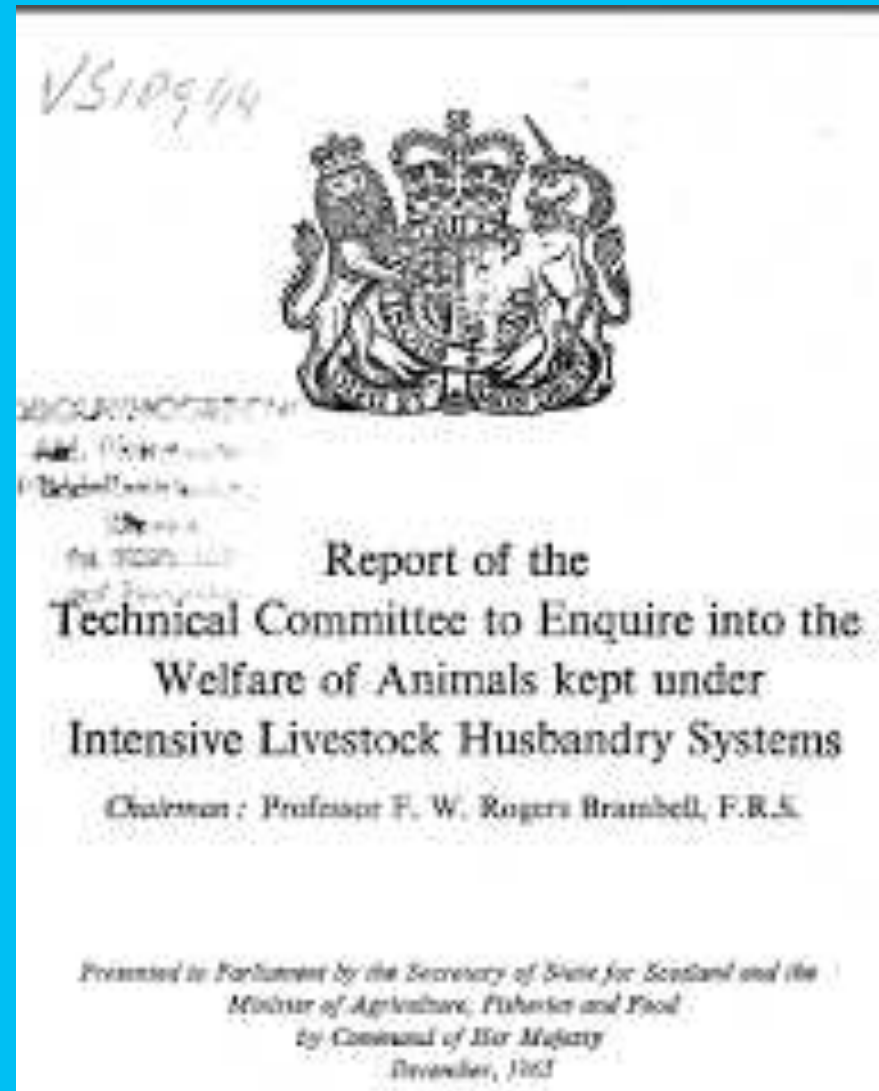 Report of the
Technical Committee to Enquire into the
Welfare of Animals kept under
Intensive Livestock Husbandry Systems
Chairman: Professor F. W. Rogers Brambell, F.R.S.
Presented to Parliament by the Secretary of State for Scotland and the
Minister of Agriculture, Fisheries and Food
by Command of Her Majesty
December,